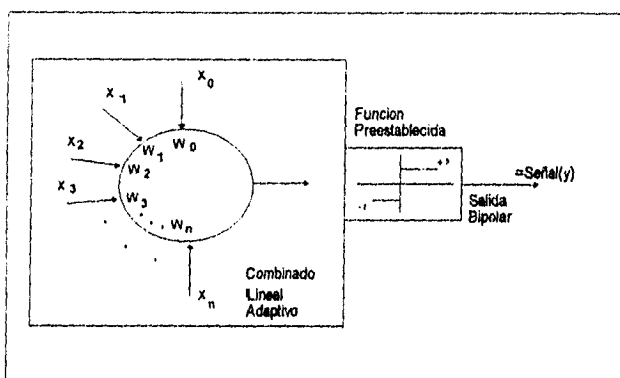 X0
X1
X2
X3
W0
W1
W2
W3
Wn
Xn
Combinado
Lineal
Adaptivo
Funcion
Preestablecida
=Señal(y)
Salida
Bipolar